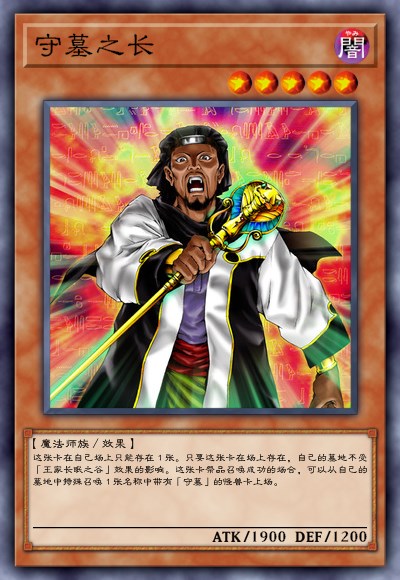 守墓之长
やみ
闇
【魔法师族/效果】
这张卡在自己场上只能存在1张。只要这张卡在场上存在,自己的墓地不受
「王家长眠之谷」效果的影响。这张卡祭品召唤成功的场合,可以从自己的
墓地中特殊召唤1张名称中带有「守墓」的怪兽卡上场。
ATK/1900 DEF/1200